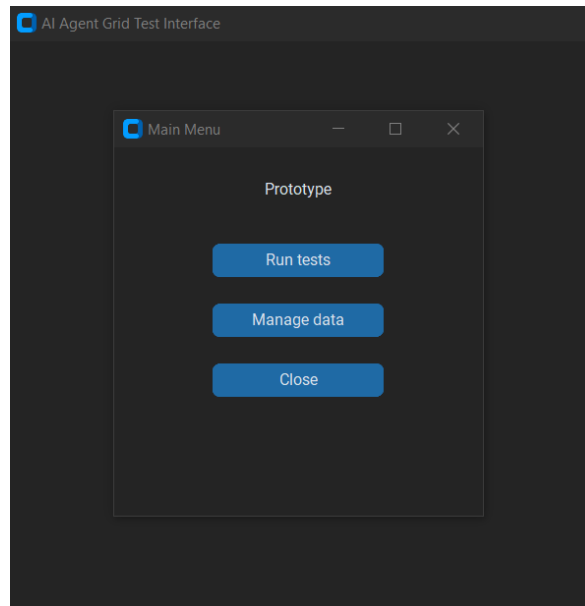 AI Agent Grid Test Interface
Main Menu
Prototype
Run tests
Manage data
Close